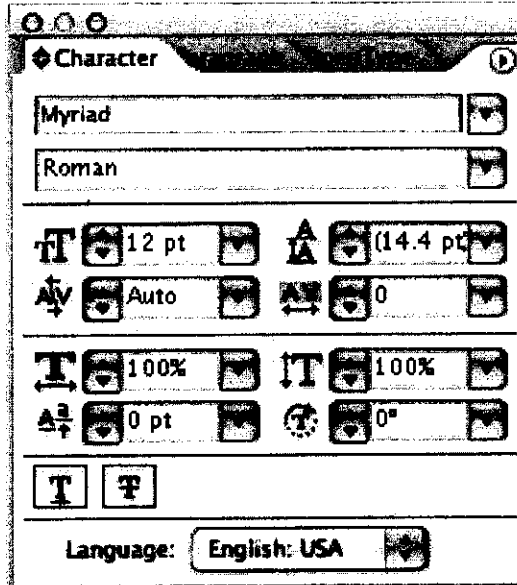 Character
Myriad
Roman
12 pt (14.4 pt
Auto 0
100% 100%
0 pt 0°
Language: English: USA